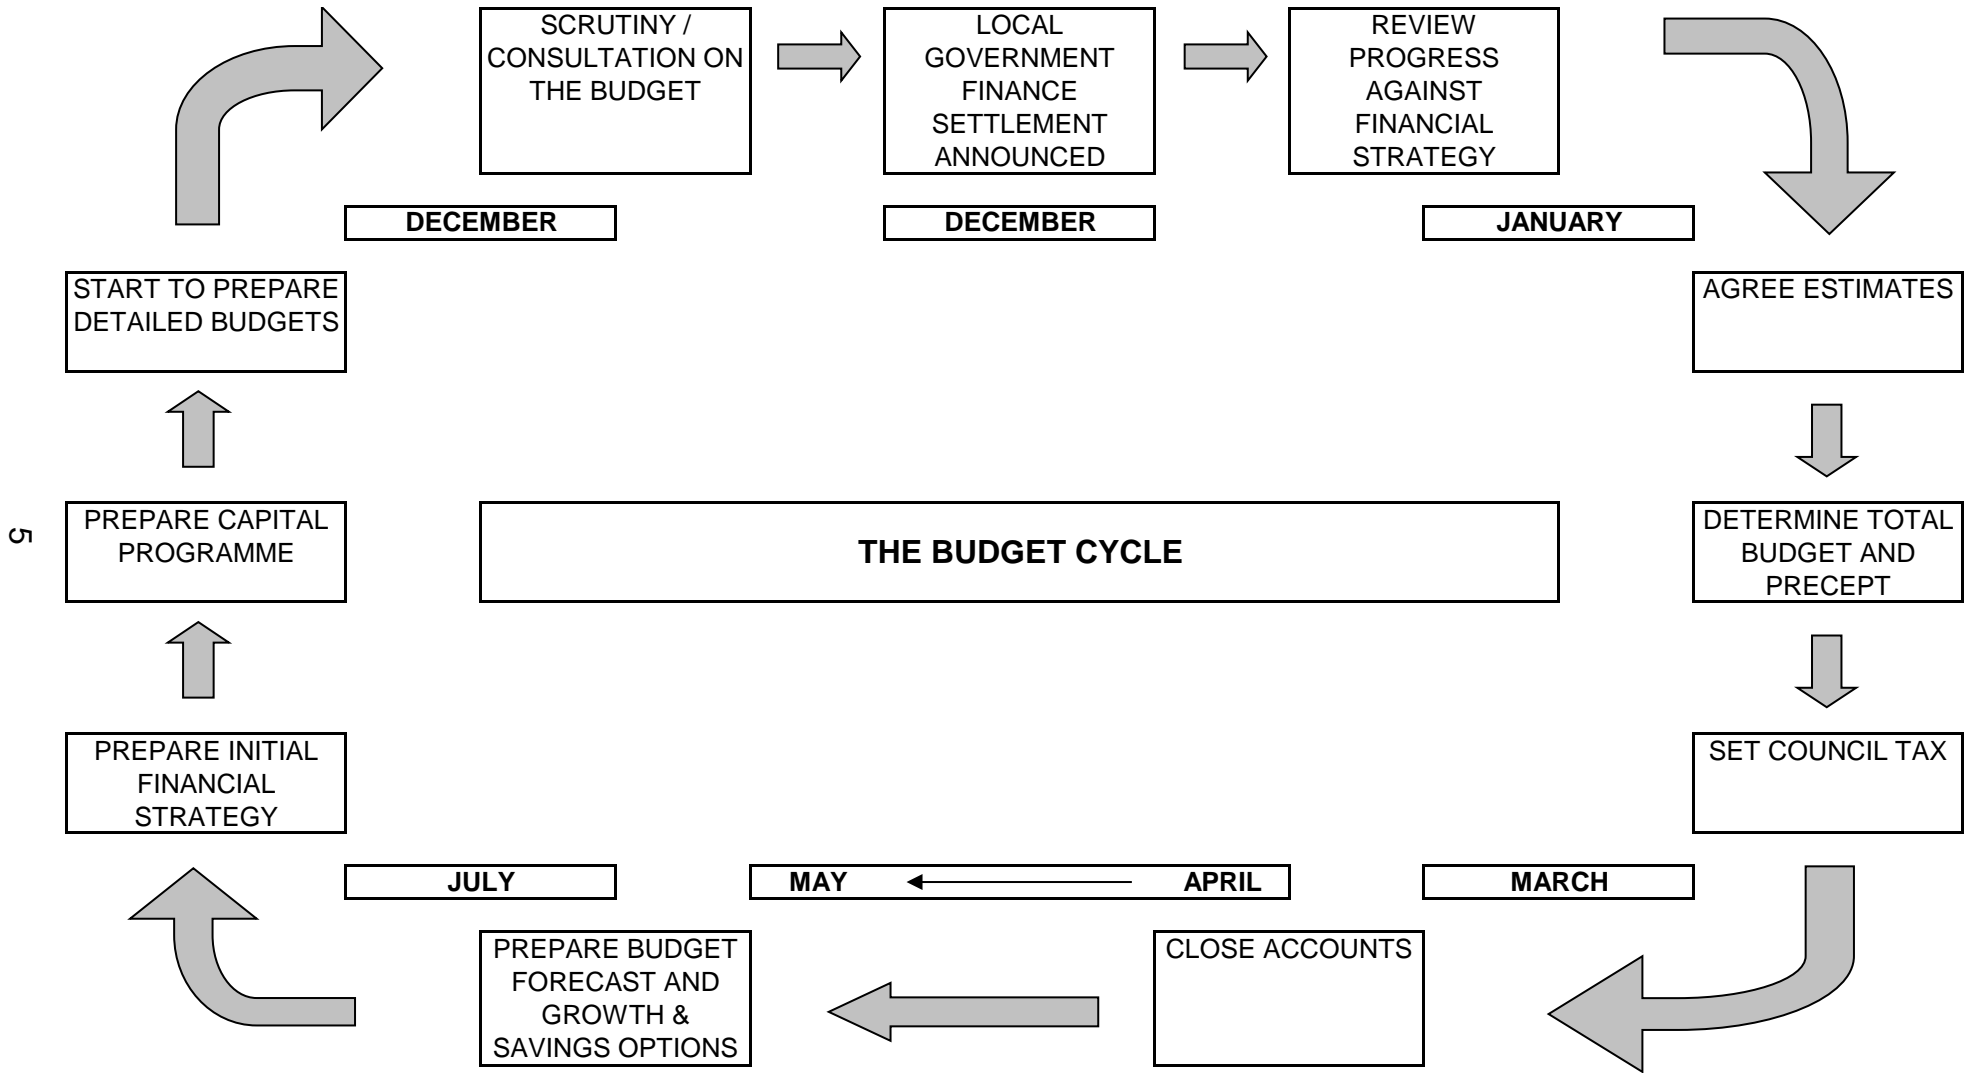 SCRUTINY /
CONSULTATION ON
THE BUDGET
LOCAL
GOVERNMENT
FINANCE
SETTLEMENT
ANNOUNCED
REVIEW
PROGRESS
AGAINST
FINANCIAL
STRATEGY
DECEMBER
DECEMBER
JANUARY
START TO PREPARE
DETAILED BUDGETS
AGREE ESTIMATES
PREPARE CAPITAL
PROGRAMME
THE BUDGET CYCLE
DETERMINE TOTAL
BUDGET AND
PRECEPT
5
PREPARE INITIAL
FINANCIAL
STRATEGY
SET COUNCIL TAX
JULY
MAY
APRIL
MARCH
PREPARE BUDGET
FORECAST AND
GROWTH &
SAVINGS OPTIONS
CLOSE ACCOUNTS